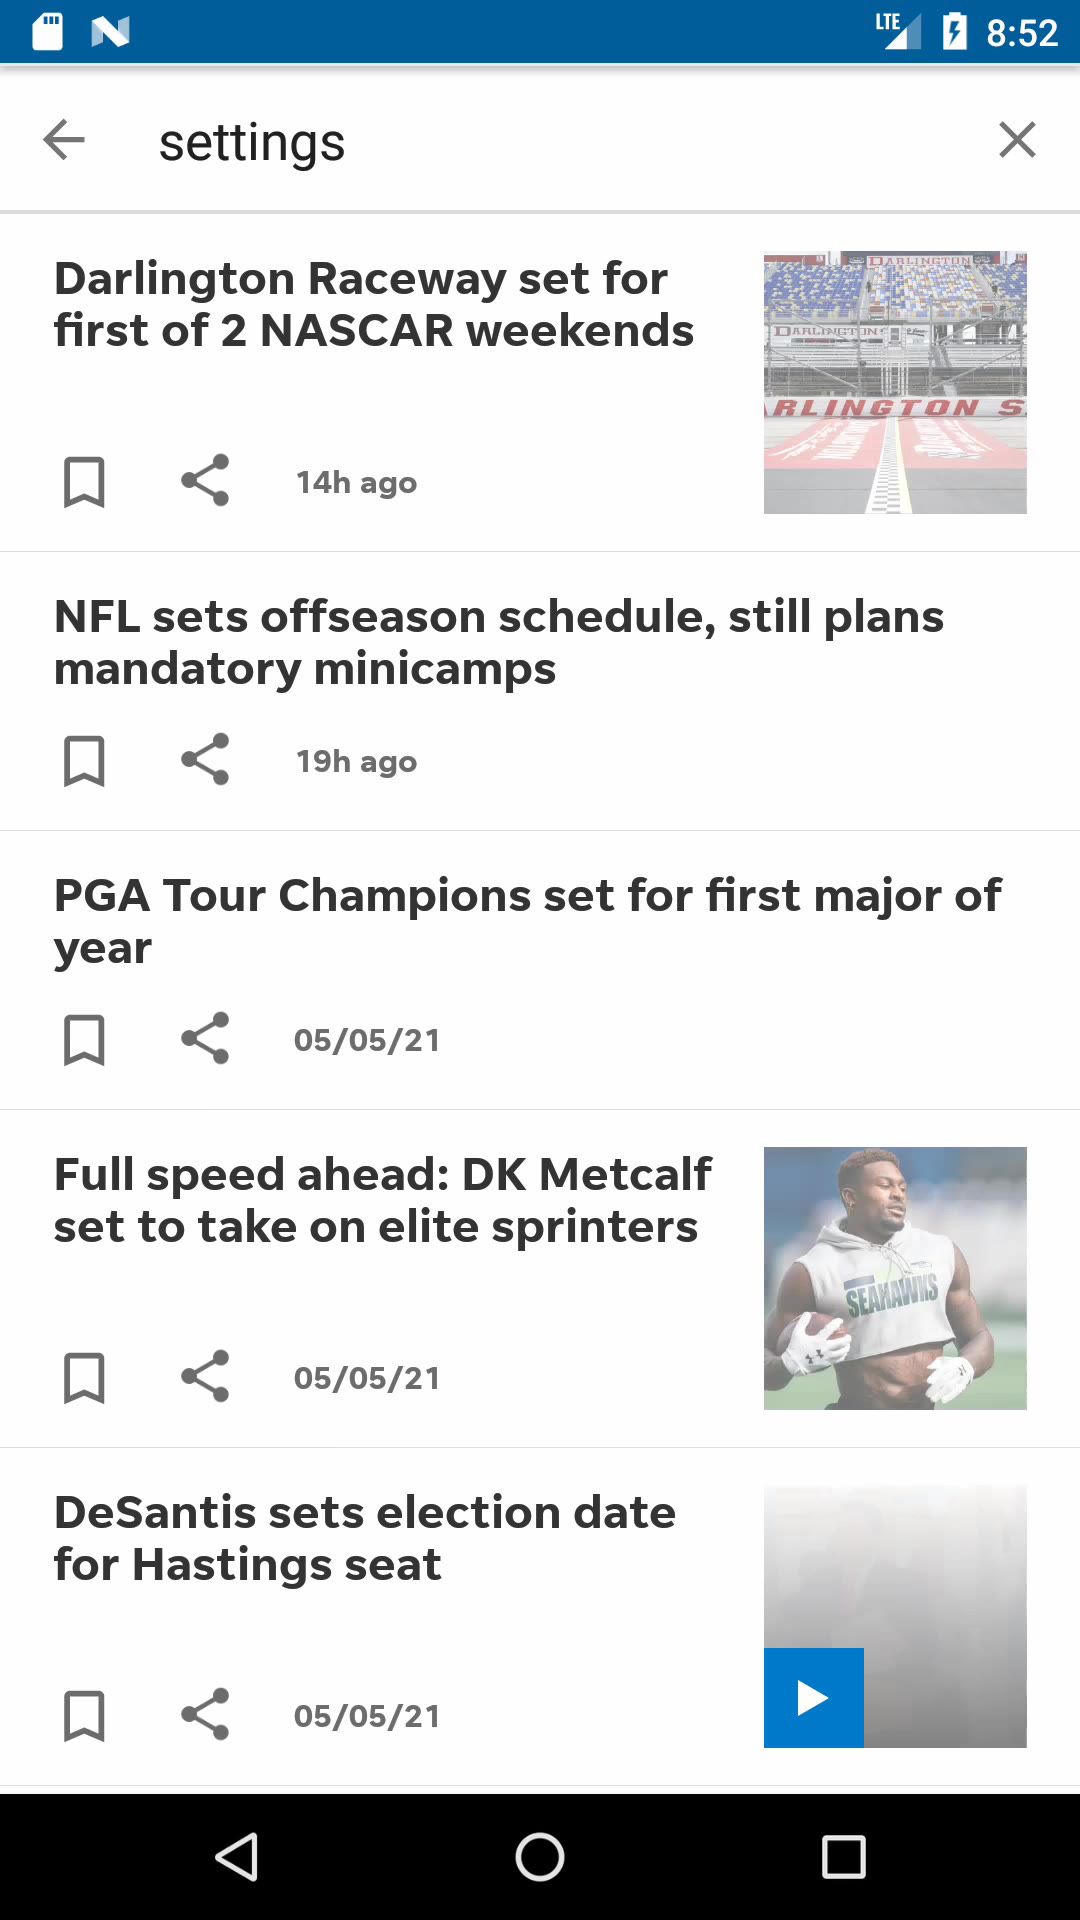 LTE 8:52
settings
Darlington Raceway set for
first of 2 NASCAR weekends
DARLINGTON
DARLINGTON
ARLINGTON S
14h ago
NFL sets offseason schedule, still plans
mandatory minicamps
19h ago
PGA Tour Champions set for first major of
year
05/05/21
Full speed ahead: DK Metcalf
set to take on elite sprinters
SEAHAWKS
05/05/21
DeSantis sets election date
for Hastings seat
05/05/21